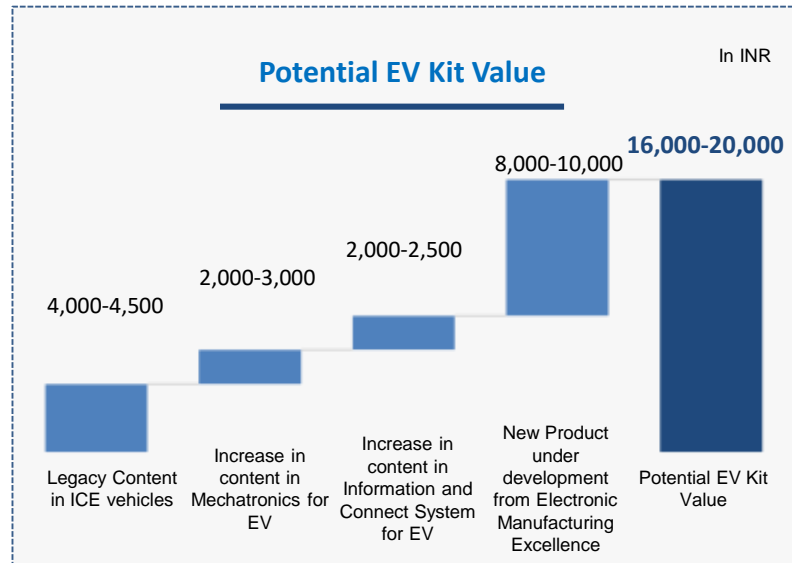 Potential EV Kit Value
In INR
16,000-20,000
8,000-10,000
2,000-2,500
2,000-3,000
4,000-4,500
Legacy Content
in ICE vehicles
Increase in
content in
Mechatronics for
EV
Increase in
content in
Information and
Connect System
for EV
New Product
under
development
from Electronic
Manufacturing
Excellence
Potential EV Kit
Value